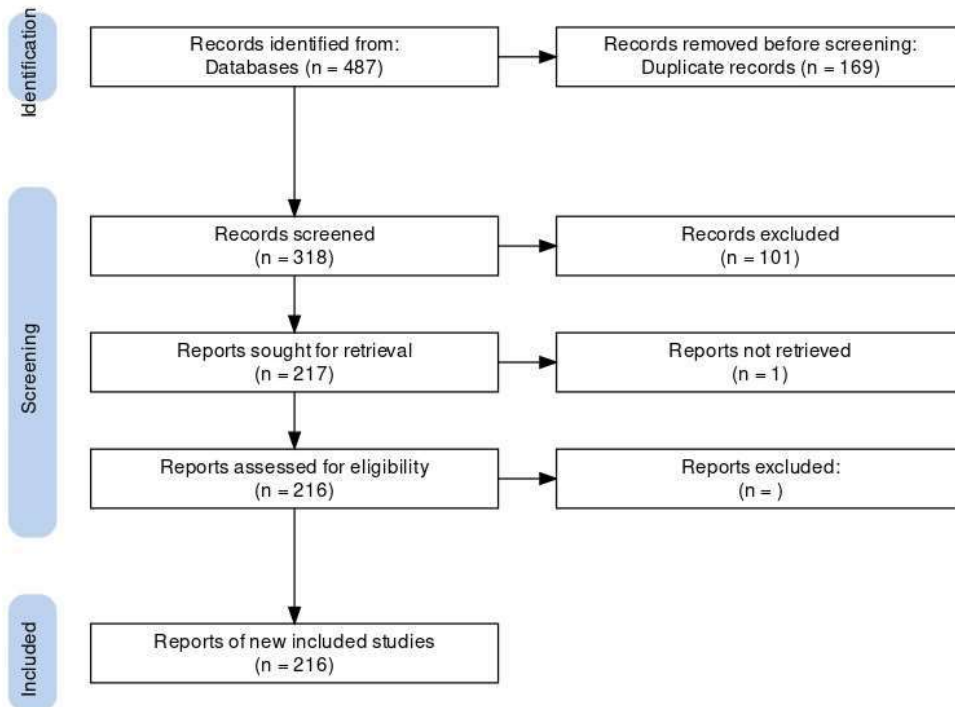 Identification
Records identified from:
Databases (n = 487)
Records removed before screening:
Duplicate records (n = 169)
Screening
Records screened
(n = 318)
Records excluded
(n = 101)
Reports sought for retrieval
(n = 217)
Reports not retrieved
(n = 1)
Reports assessed for eligibility
(n = 216)
Reports excluded:
(n = )
Included
Reports of new included studies
(n = 216)